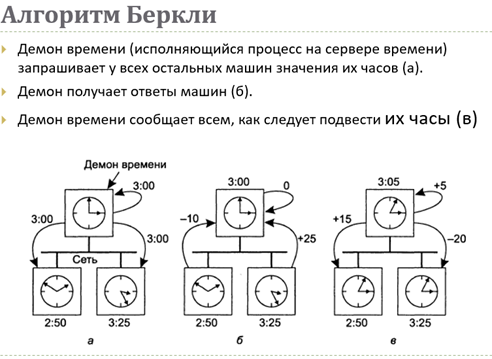 Алгоритм Беркли
Демон времени (исполняющийся процесс на сервере времени)
запрашивает у всех остальных машин значения их часов (а).
Демон получает ответы машин (б).
Демон времени сообщает всем, как следует подвести их часы (в)
Демон времени
3:00
3:00
3:00
Сеть
2:50
3:25
а
3:00
0
–10
+25
2:50
3:25
б
3:05
+5
+15
–20
2:50
3:25
в